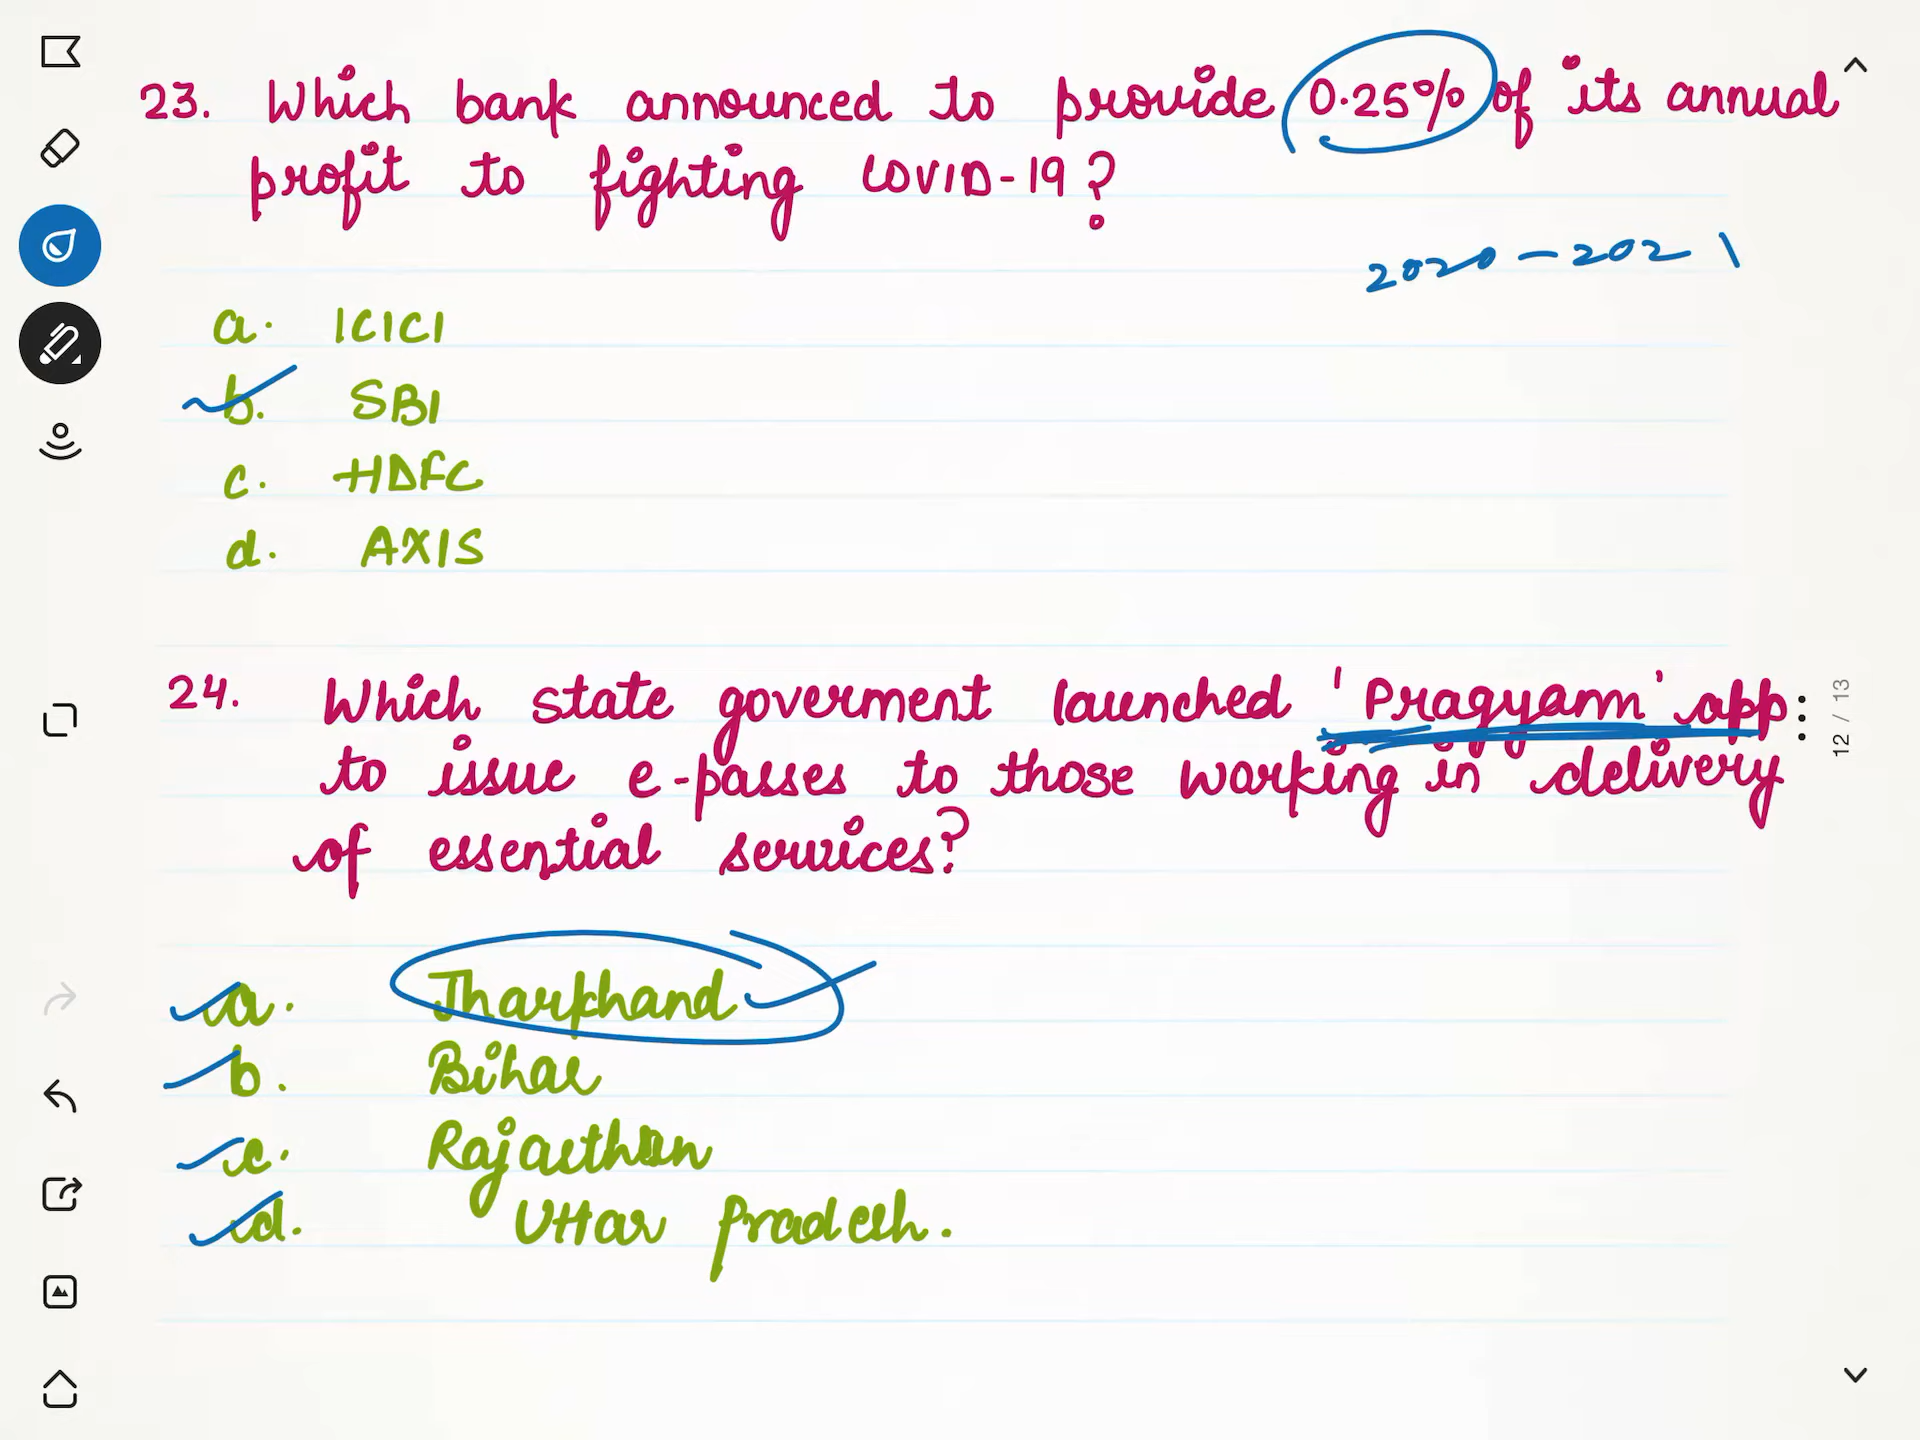 23. Which bank announced to provide 0.25% of its annual
profit to fighting COVID-19?
2020-2021
a. ICICI
b. SBI
c. HDFC
d. AXIS
24. Which state goverment launched 'Pragyam' app
to issue e-passes to those working in delivery
of essential services?
a. Jharkhand
b. Bihar
c. Rajasthan
d. Uttar Pradesh.
12 / 13